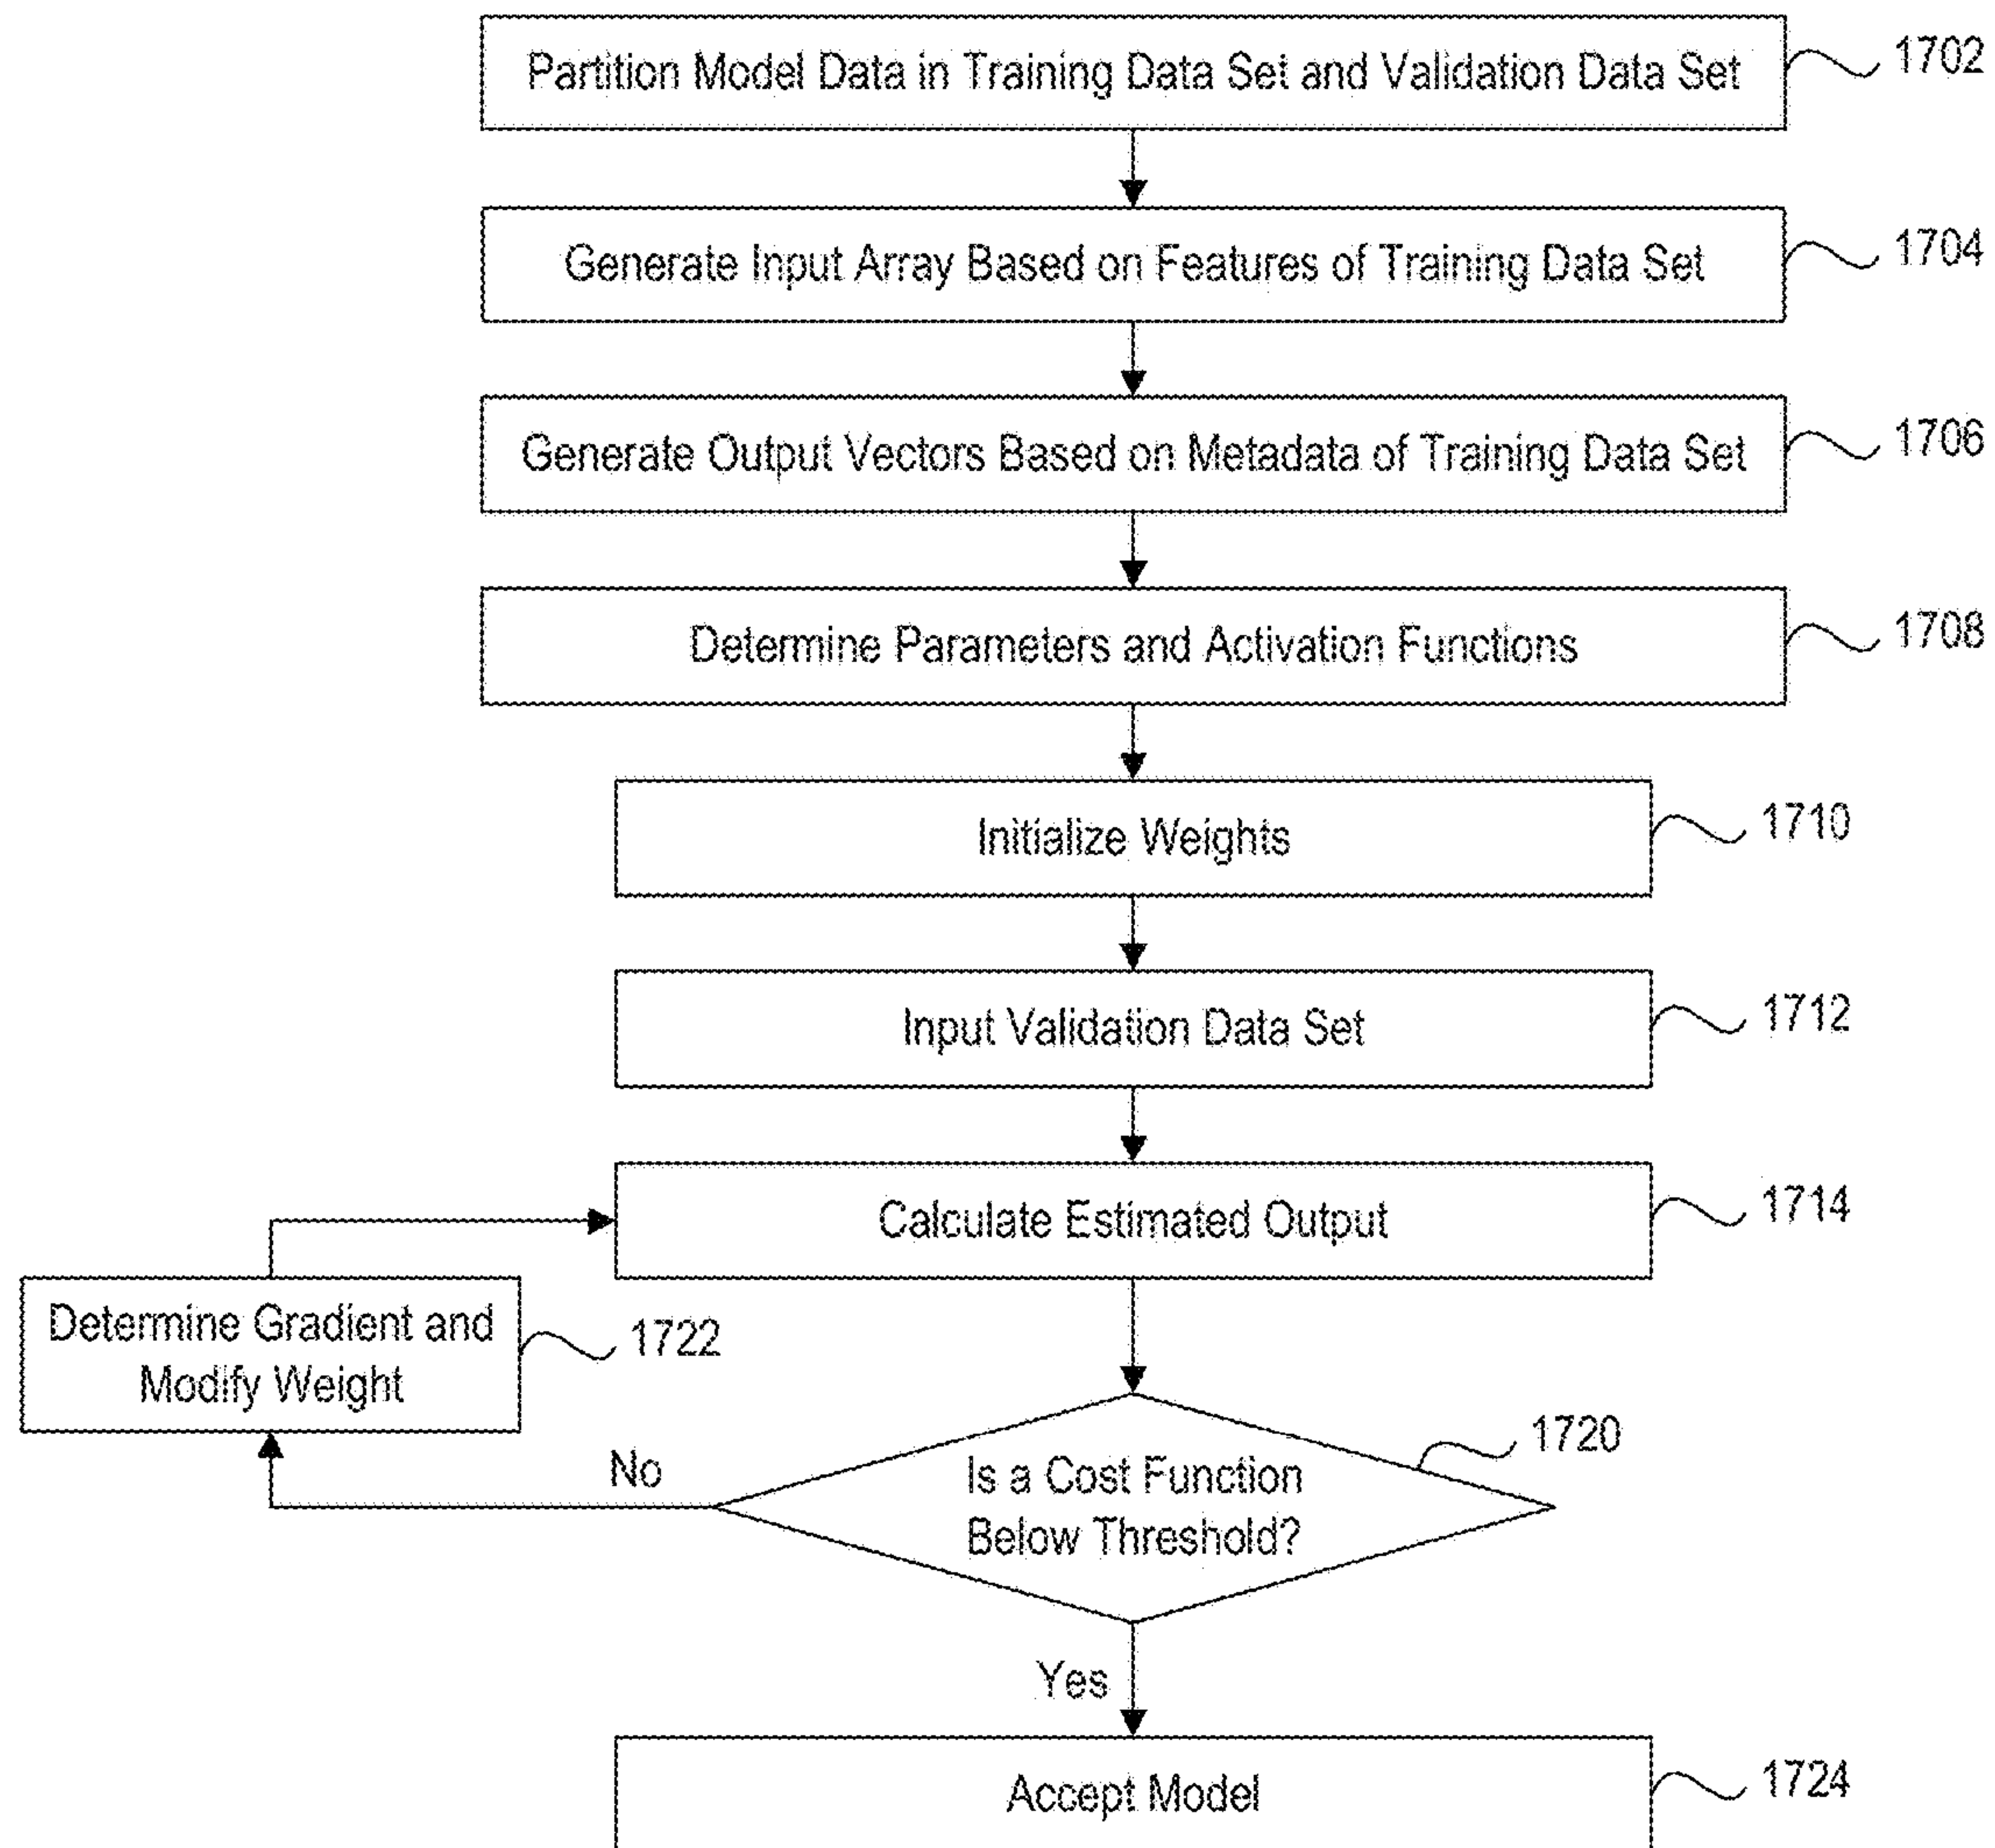 Partition Model Data in Training Data Set and Validation Data Set
1702
Generate Input Array Based on Features of Training Data Set
1704
Generate Output Vectors Based on Metadata of Training Data Set
1706
Determine Parameters and Activation Functions
1708
Initialize Weights
1710
Input Validation Data Set
1712
Calculate Estimated Output
1714
Determine Gradient and
Modify Weight
1722
Is a Cost Function
Below Threshold?
1720
No
Yes
Accept Model
1724